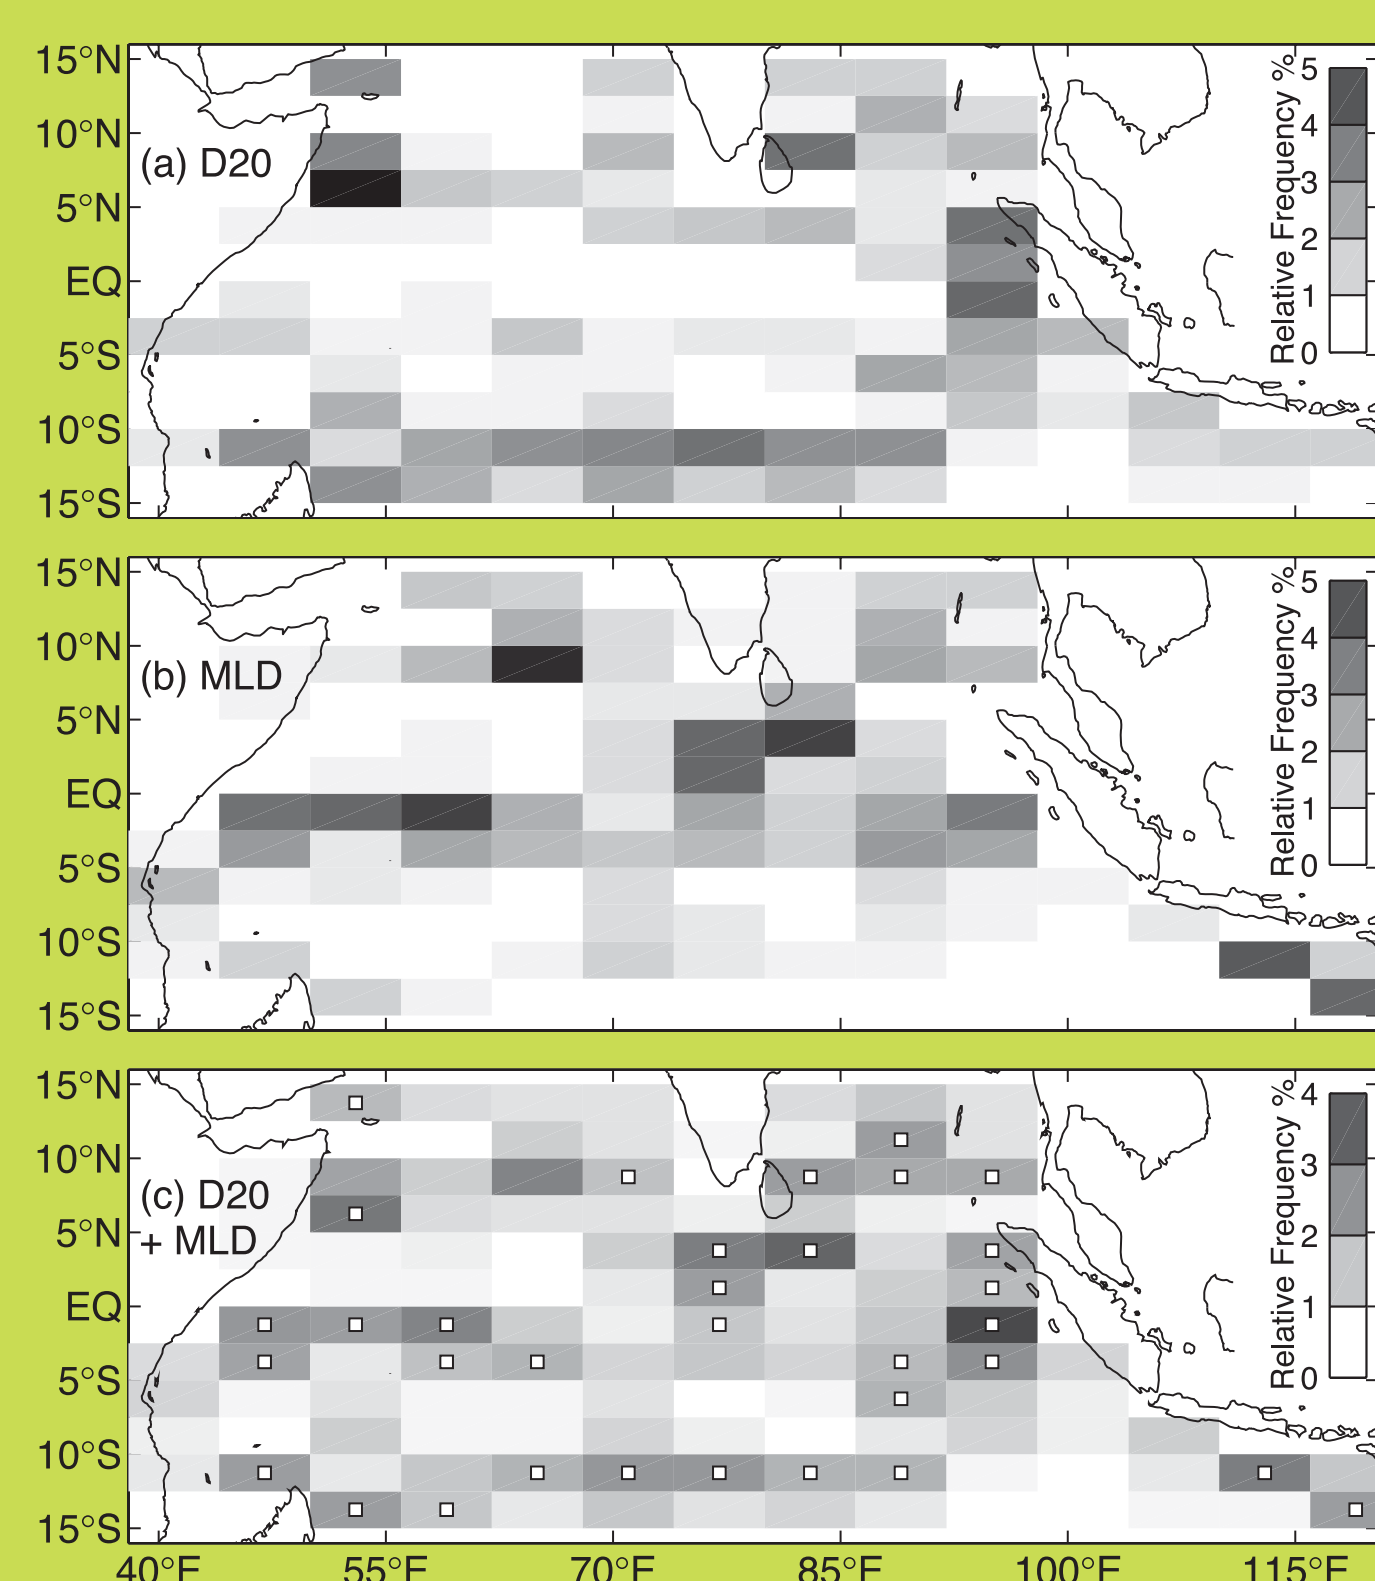 15°N
10°N
5°N
EQ
5°S
10°S
15°S
(a) D20
Relative Frequency %
5
4
3
2
1
0
15°N
10°N
5°N
EQ
5°S
10°S
15°S
(b) MLD
Relative Frequency %
5
4
3
2
1
0
15°N
10°N
5°N
EQ
5°S
10°S
15°S
(c) D20
+ MLD
Relative Frequency %
4
3
2
1
0
40°E 55°E 70°E 85°E 100°E 115°E